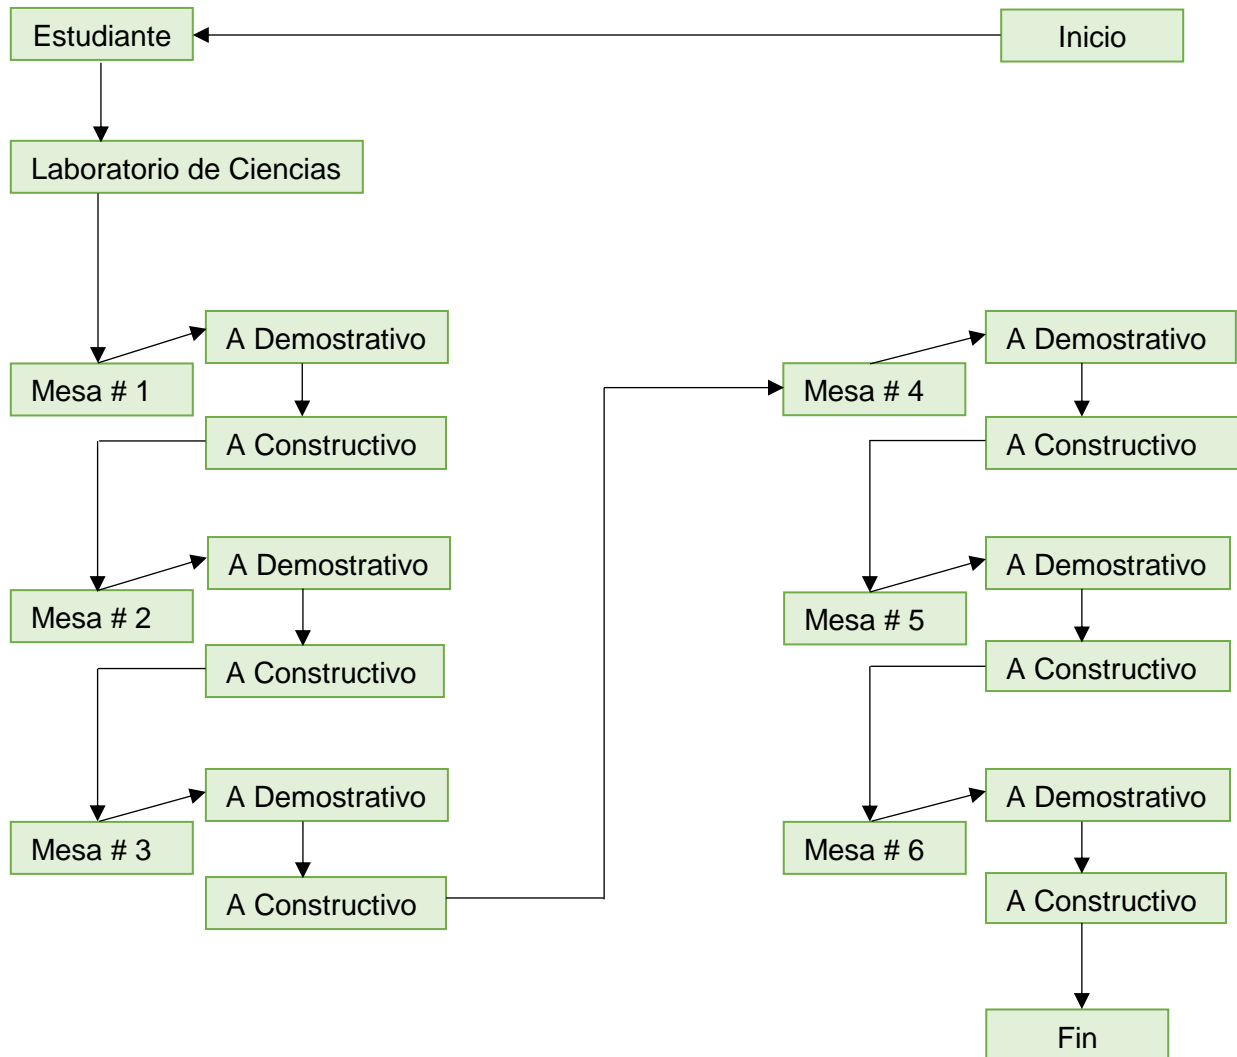 Estudiante
Inicio
Laboratorio de Ciencias
A Demostrativo
Mesa # 1
A Constructivo
A Demostrativo
Mesa # 2
A Constructivo
A Demostrativo
Mesa # 3
A Constructivo
A Demostrativo
Mesa # 4
A Constructivo
A Demostrativo
Mesa # 5
A Constructivo
A Demostrativo
Mesa # 6
A Constructivo
Fin